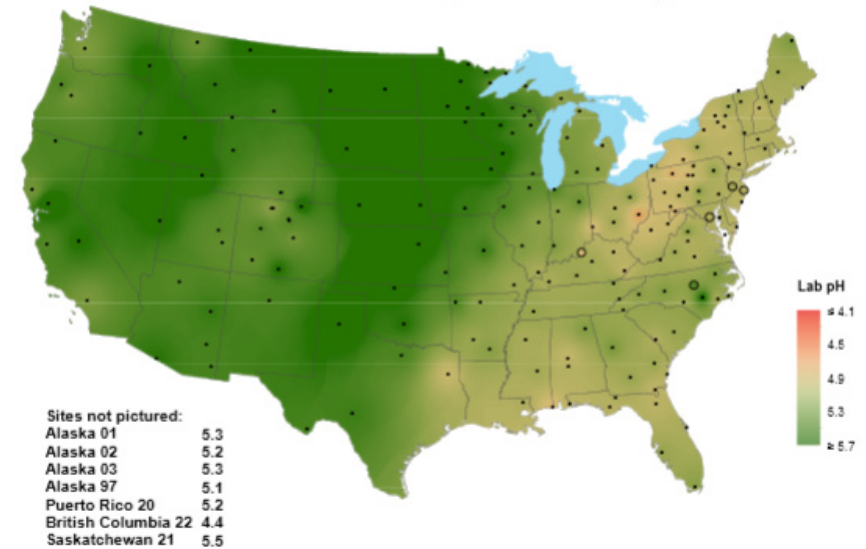 Lab pH
≤ 4.1
4.5
4.9
5.3
≥ 5.7
Sites not pictured:
Alaska 01 5.3
Alaska 02 5.2
Alaska 03 5.3
Alaska 97 5.1
Puerto Rico 20 5.2
British Columbia 22 4.4
Saskatchewan 21 5.5